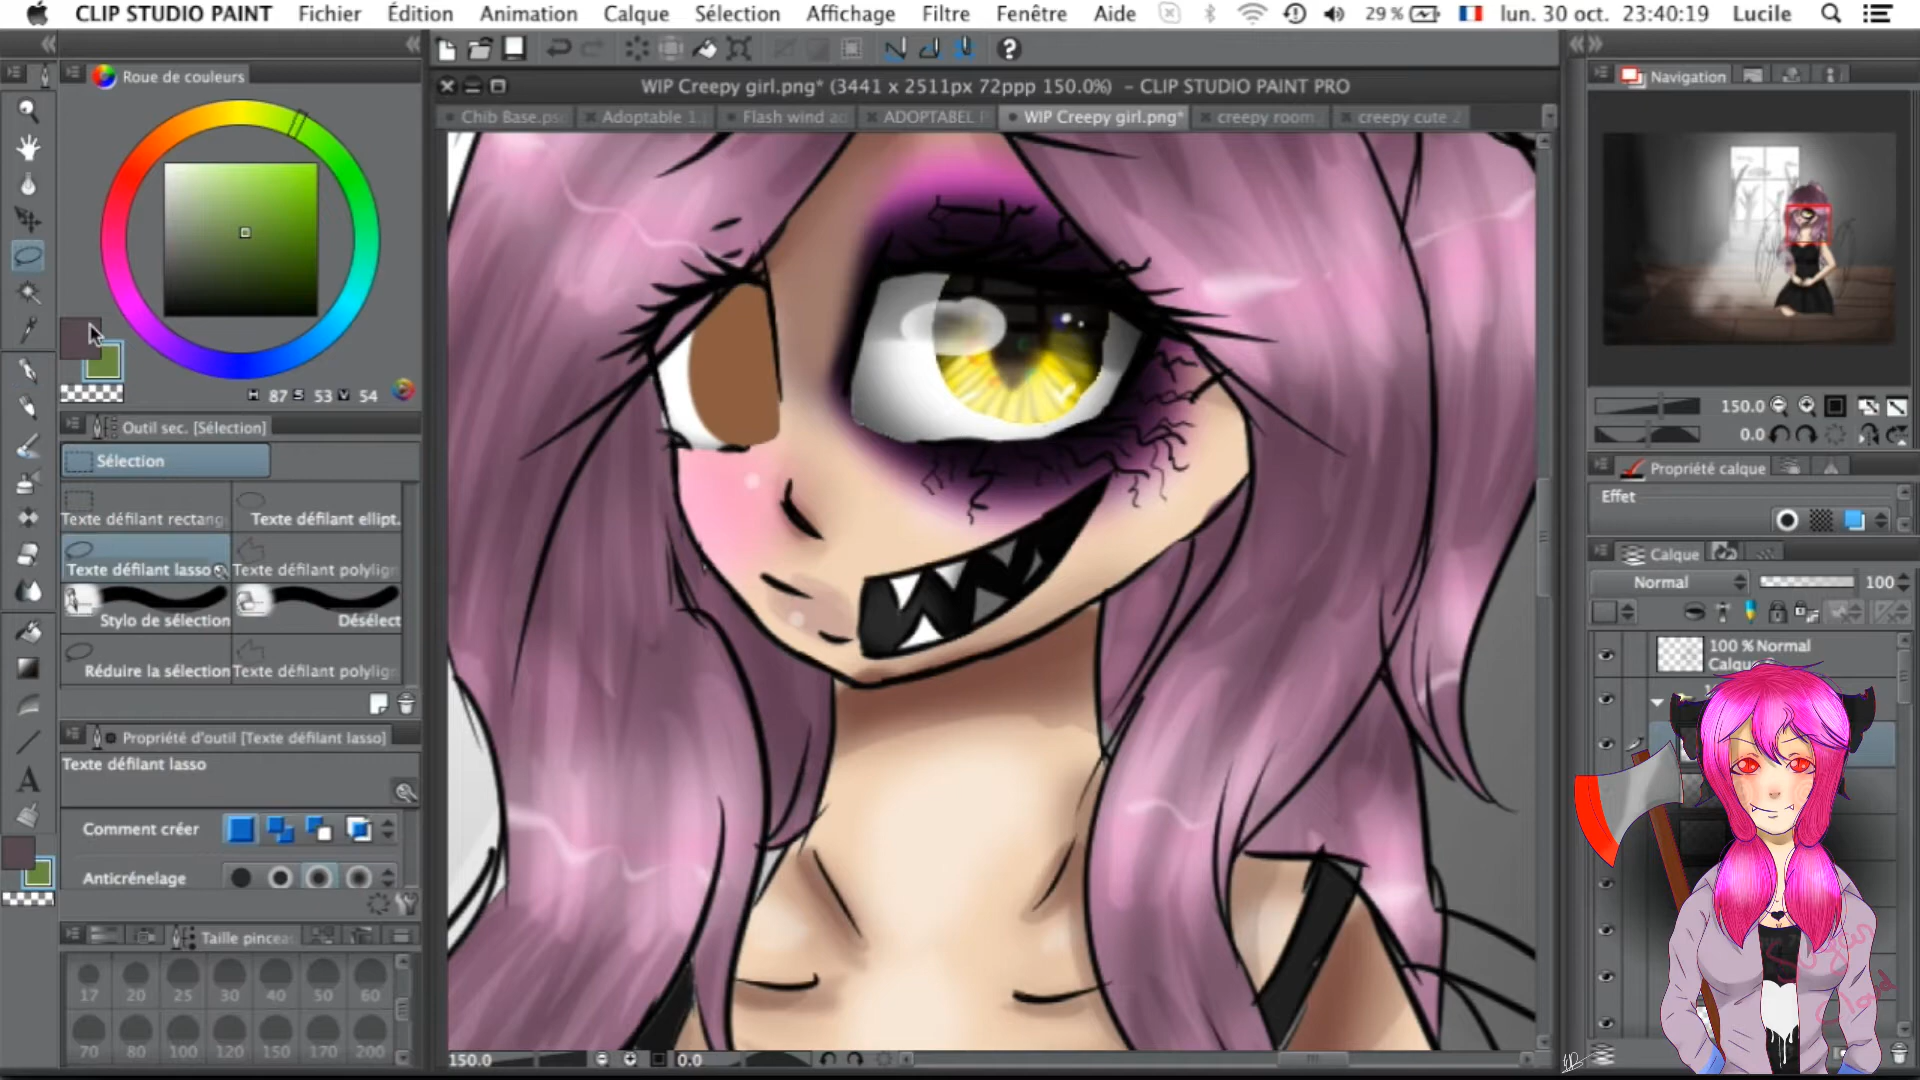 CLIP STUDIO PAINT Fichier Édition Animation Calque Sélection Affichage Filtre Fenêtre Aide 29 % lun. 30 oct. 23:40:19 Lucile
WIP Creepy girl.png* (3441 x 2511px 72ppp 150.0%) - CLIP STUDIO PAINT PRO
Chib Base.ps Adoptable 1. Flash wind ad ADOPTABEL WIP Creepy girl.png* creepy room creepy cute 2
Roue de couleurs
H 87 S 53 V 54
Outil sec. [Sélection]
Sélection
Texte défilant rectang Texte défilant ellipt.
Texte défilant lasso Texte défilant polylign
Stylo de sélection Désélect
Réduire la sélection Texte défilant polylign
Propriété d'outil [Texte défilant lasso]
Texte défilant lasso
Comment créer
Anticrénelage
Taille pincea
17 20 25 30 40 50 60
70 80 100 120 150 170 200
150.0 0.0
Navigation
150.0
0.0
Propriété calque
Effet
Calque
Normal 100
100 % Normal
Calque